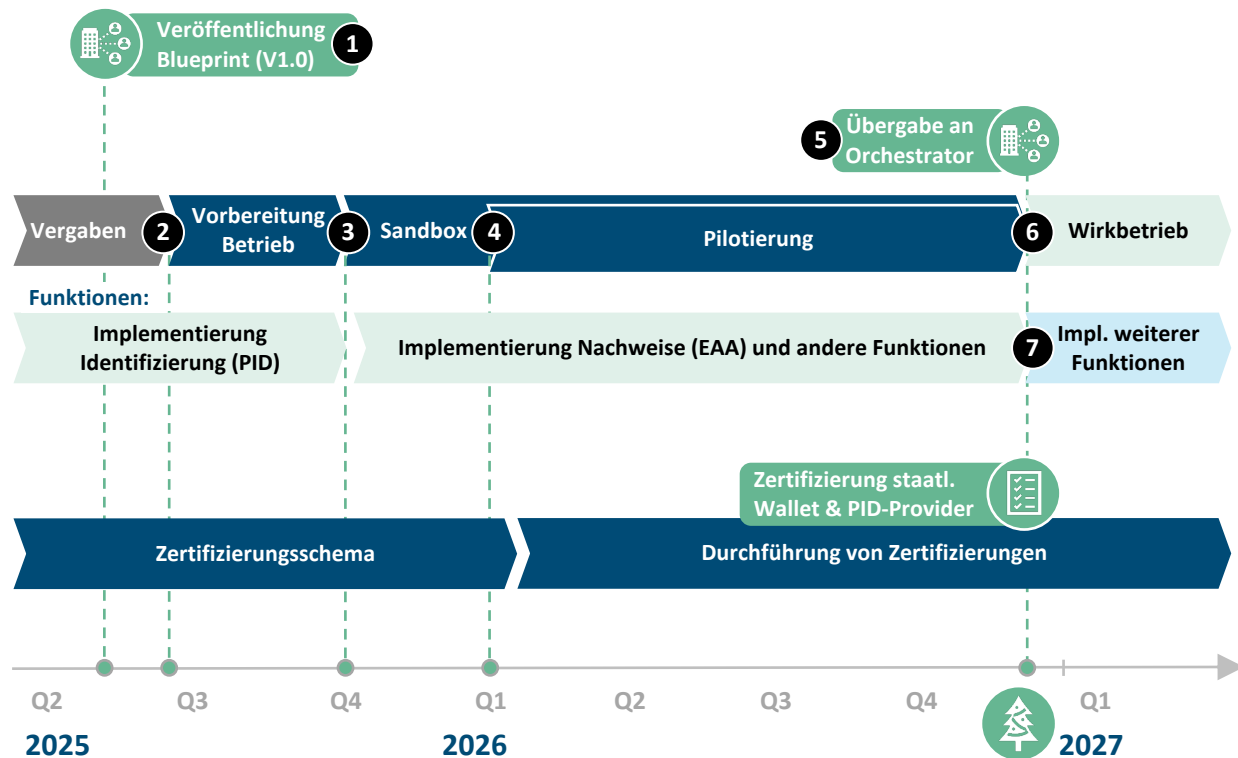 Veröffentlichung
Blueprint (V1.0)
1
5
Übergabe an
Orchestrator
Vergaben
2
Vorbereitung
Betrieb
3
Sandbox
4
Pilotierung
6
Wirkbetrieb
Funktionen:
Implementierung
Identifizierung (PID)
Implementierung Nachweise (EAA) und andere Funktionen
7
Impl. weiterer
Funktionen
Zertifizierung staatl.
Wallet & PID-Provider
Zertifizierungsschema
Durchführung von Zertifizierungen
Q2
Q3
Q4
Q1
Q2
Q3
Q4
Q1
2025
2026
2027